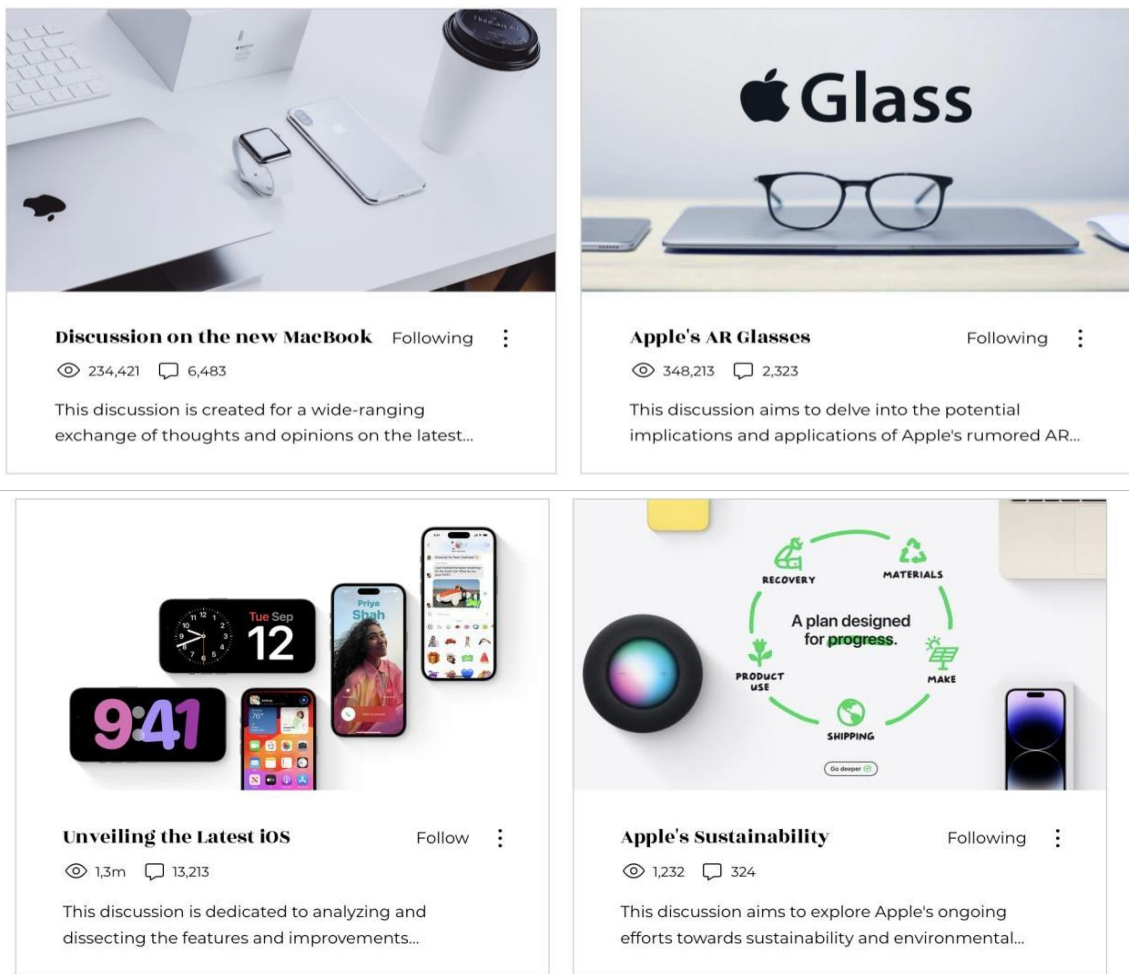 Glass
Discussion on the new MacBook Following
234,421 6,483
This discussion is created for a wide-ranging
exchange of thoughts and opinions on the latest...
Apple's AR Glasses Following
348,213 2,323
This discussion aims to delve into the potential
implications and applications of Apple's rumored AR...
Tue Sep
12
9:41
Priya
Shah
Unveiling the Latest iOS Follow
1,3m 13,213
This discussion is dedicated to analyzing and
dissecting the features and improvements...
RECOVERY
MATERIALS
A plan designed
for progress.
PRODUCT
USE
MAKE
SHIPPING
Go deeper
Apple's Sustainability Following
1,232 324
This discussion aims to explore Apple's ongoing
efforts towards sustainability and environmental...